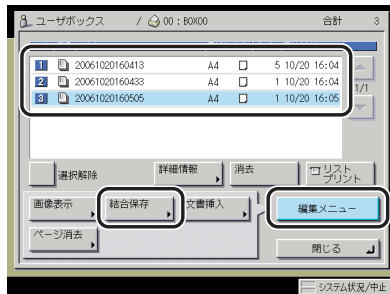 ユーザボックス / 00 : BOX00 合計 3
1 20061020160413 A4 5 10/20 16:04
2 20061020160433 A4 1 10/20 16:04
3 20061020160505 A4 1 10/20 16:05
1/1
選択解除 詳細情報 消去 リストプリント
画像表示 結合保存 文書挿入 編集メニュー
ページ消去 閉じる
システム状況/中止